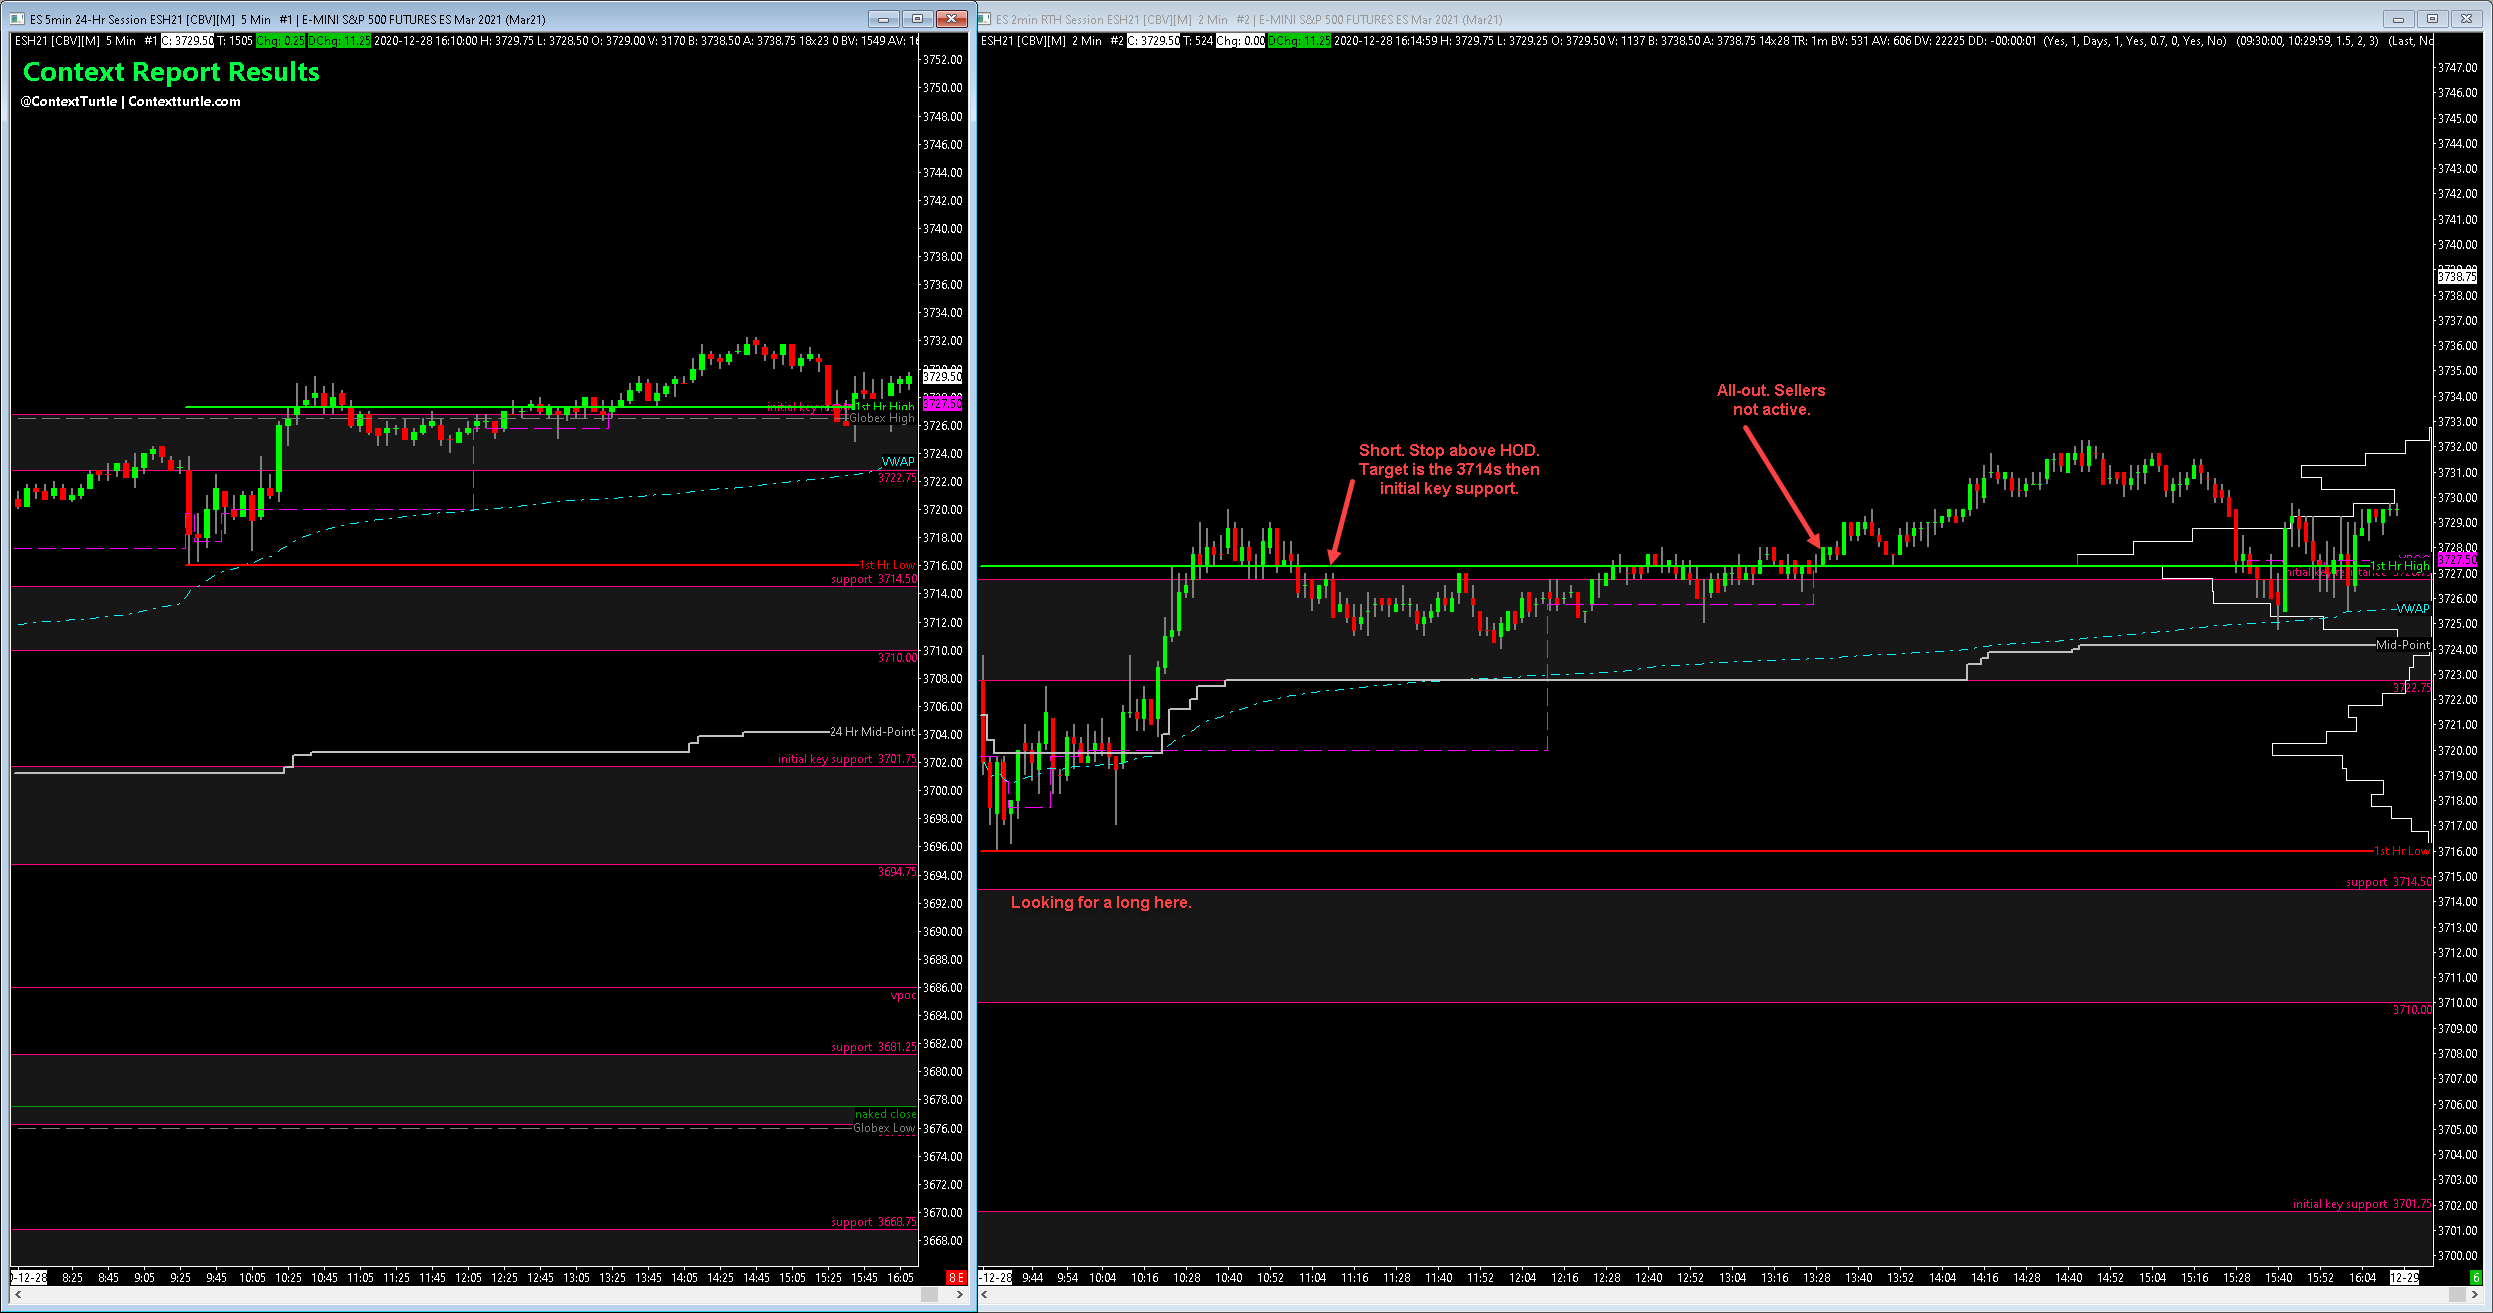 ES 5min 24-Hr Session ESH21 [CBV][M] 5 Min #1 | E-MINI S&P 500 FUTURES ES Mar 2021 (Mar21)
ESH21 [CBV][M] 5 Min #1 C: 3729.50 T: 1505 Chg: 0.25 DChg: 11.25 2020-12-28 16:10:00 H: 3729.75 L: 3728.50 O: 3729.00 V: 3170 B: 3738.50 A: 3738.75 18x23 0 BV: 1549 AV:
Context Report Results
@ContextTurtle | Contextturtle.com
3752.00
3750.00
3748.00
3746.00
3744.00
3742.00
3740.00
3738.00
3736.00
3734.00
3732.00
3729.50
initial key
1st Hr High
3727.50
Globex High
3726.00
3724.00
VWAP
3722.75
3722.00
3720.00
3718.00
1st Hr Low
3716.00
support 3714.50
3714.00
3712.00
3710.00
3710.00
3708.00
3706.00
24 Hr Mid-Point
3704.00
initial key support 3701.75
3702.00
3700.00
3698.00
3696.00
3694.75
3694.00
3692.00
3690.00
3688.00
3686.00
vpoc
3684.00
support 3681.25
3682.00
3680.00
3678.00
naked close
Globex Low
3676.00
3674.00
3672.00
support 3668.75
3670.00
3668.00
-12-28 8:25 8:45 9:05 9:25 9:45 10:05 10:25 10:45 11:05 11:25 11:45 12:05 12:25 12:45 13:05 13:25 13:45 14:05 14:25 14:45 15:05 15:25 15:45 16:05
8 E
ES 2min RTH Session ESH21 [CBV][M] 2 Min #2 | E-MINI S&P 500 FUTURES ES Mar 2021 (Mar21)
ESH21 [CBV][M] 2 Min #2 C: 3729.50 T: 524 Chg: 0.00 DChg: 11.25 2020-12-28 16:14:59 H: 3729.75 L: 3729.25 O: 3729.50 V: 1137 B: 3738.50 A: 3738.75 14x28 TR: 1m BV: 531 AV: 606 DV: 22225 DD: -00:00:01 (Yes, 1, Days, 1, Yes, 0.7, 0, Yes, No) (09:30:00, 10:29:59, 1.5, 2, 3) (Last, No
3747.00
3746.00
3745.00
3744.00
3743.00
3742.00
3741.00
3740.00
3738.75
3738.00
3737.00
3736.00
3735.00
All-out. Sellers
not active.
3734.00
3733.00
Short. Stop above HOD.
Target is the 3714s then
initial key support.
3732.00
3731.00
3730.00
3729.00
3728.00
3727.50
1st Hr High
3727.00
3726.00
VWAP
3725.00
Mid-Point
3724.00
3723.00
3722.75
3722.00
3721.00
3720.00
3719.00
3718.00
3717.00
1st Hr Low
3716.00
3715.00
support 3714.50
Looking for a long here.
3714.00
3713.00
3712.00
3711.00
3710.00
3710.00
3709.00
3708.00
3707.00
3706.00
3705.00
3704.00
3703.00
initial key support 3701.75
3702.00
3701.00
3700.00
-12-28 9:44 9:54 10:04 10:16 10:28 10:40 10:52 11:04 11:16 11:28 11:40 11:52 12:04 12:16 12:28 12:40 12:52 13:04 13:16 13:28 13:40 13:52 14:04 14:16 14:28 14:40 14:52 15:04 15:16 15:28 15:40 15:52 16:04 12-29
6